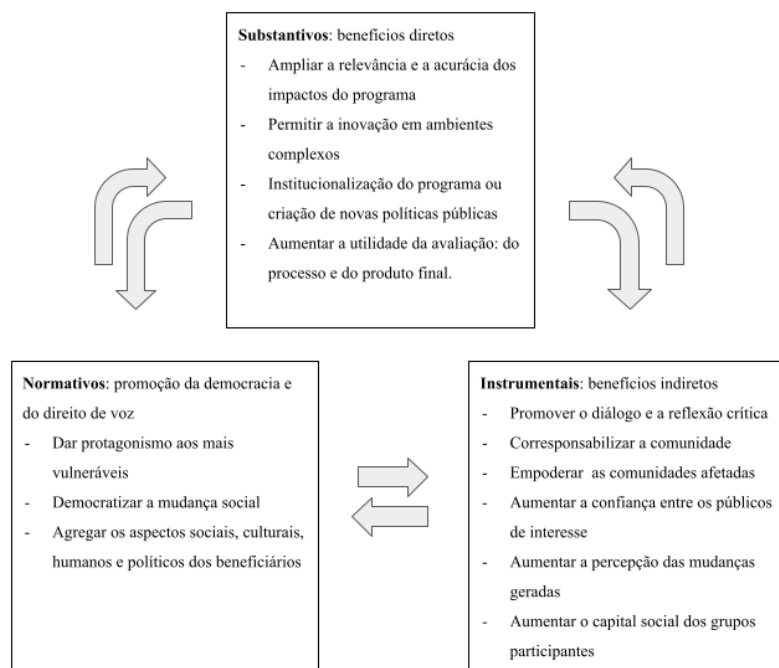 Substantivos: benefícios diretos
- Ampliar a relevância e a acurácia dos
impactos do programa
- Permitir a inovação em ambientes
complexos
- Institucionalização do programa ou
criação de novas políticas públicas
- Aumentar a utilidade da avaliação: do
processo e do produto final.
Normativos: promoção da democracia e
do direito de voz
- Dar protagonismo aos mais
vulneráveis
- Democratizar a mudança social
- Agregar os aspectos sociais, culturais,
humanos e políticos dos beneficiários
Instrumentais: benefícios indiretos
- Promover o diálogo e a reflexão crítica
- Corresponsabilizar a comunidade
- Empoderar as comunidades afetadas
- Aumentar a confiança entre os públicos
de interesse
- Aumentar a percepção das mudanças
geradas
- Aumentar o capital social dos grupos
participantes